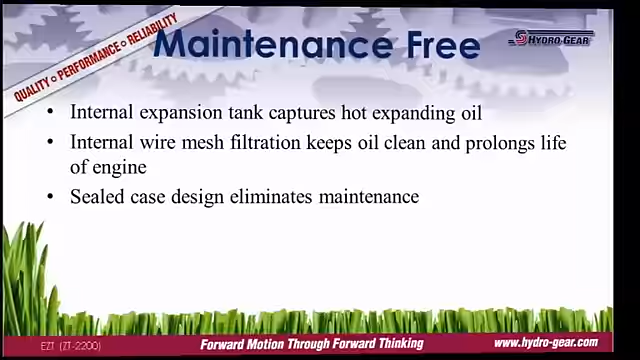 QUALITY ○ PERFORMANCE ○ RELIABILITY
Maintenance Free
HYDRO-GEAR
• Internal expansion tank captures hot expanding oil
• Internal wire mesh filtration keeps oil clean and prolongs life
of engine
• Sealed case design eliminates maintenance
EZT (ZT-2200)
Forward Motion Through Forward Thinking
www.hydro-gear.com